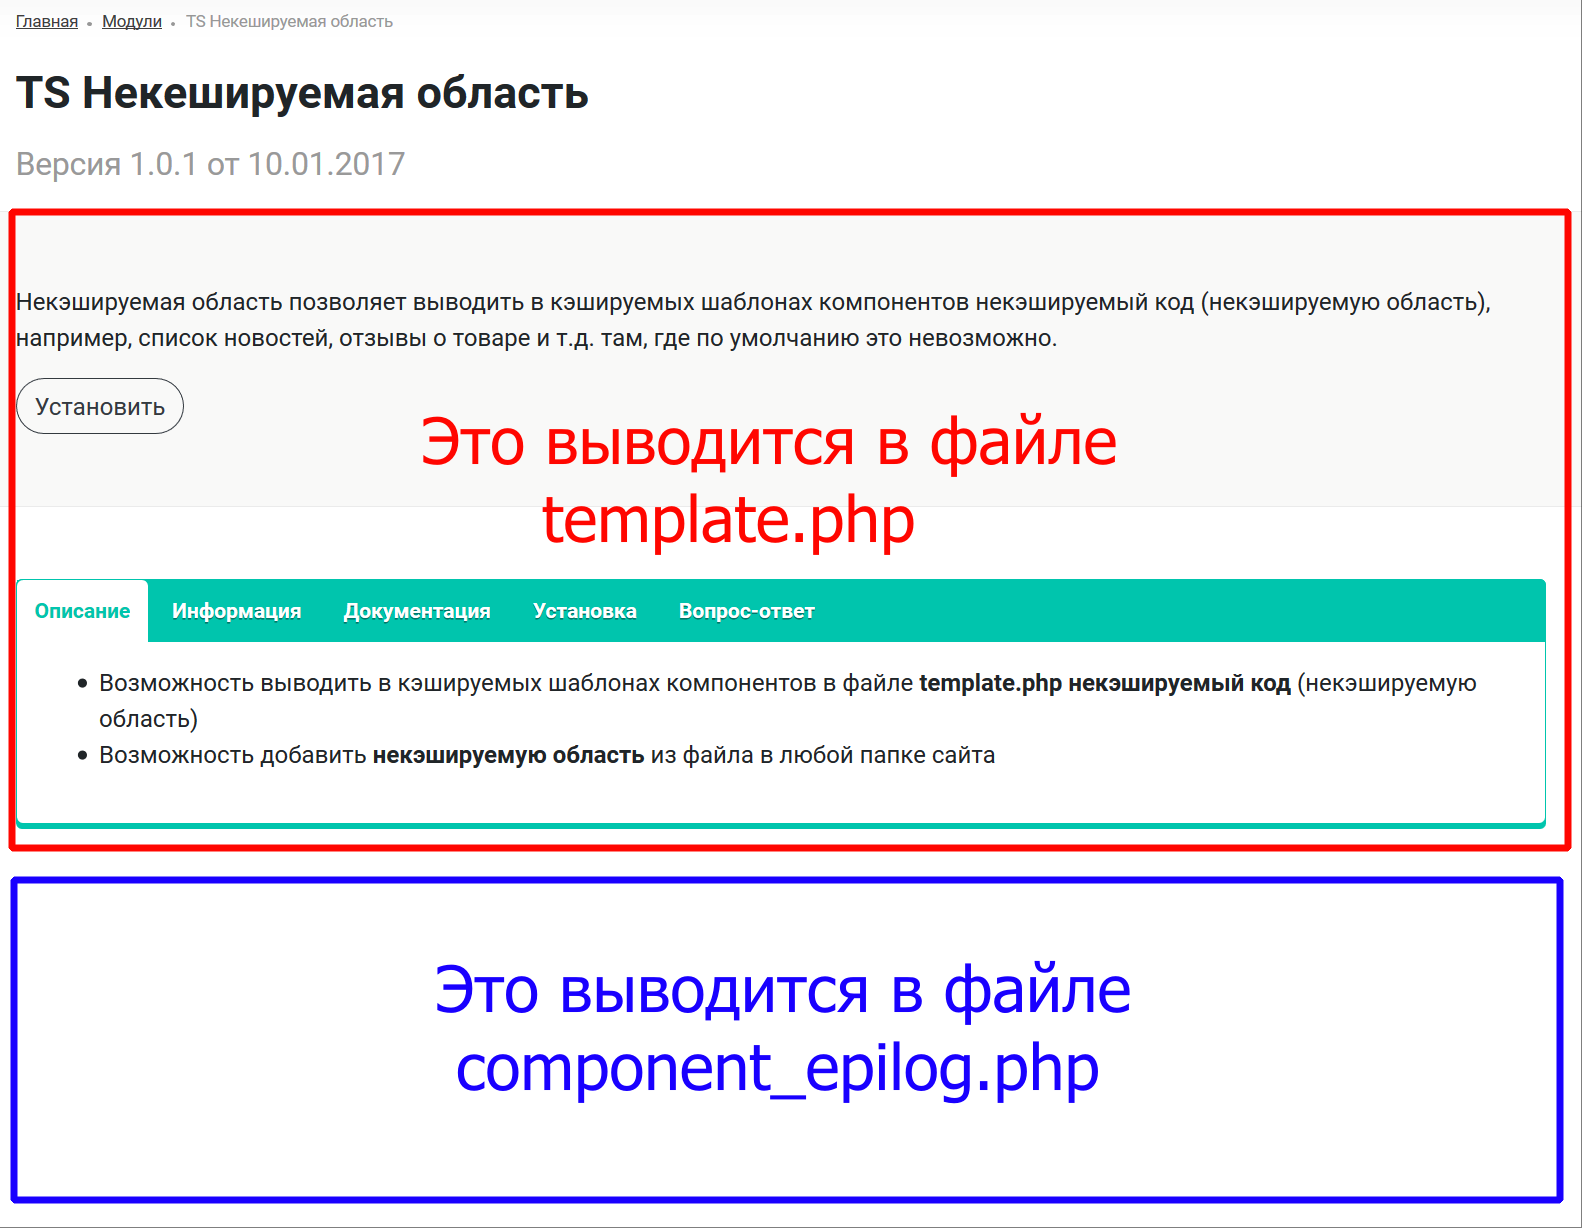 Главная • Модули • TS Некешируемая область
TS Некешируемая область
Версия 1.0.1 от 10.01.2017
Некэшируемая область позволяет выводить в кэшируемых шаблонах компонентов некэшируемый код (некэшируемую область),
например, список новостей, отзывы о товаре и т.д. там, где по умолчанию это невозможно.
Установить
Это выводится в файле
template.php
Описание Информация Документация Установка Вопрос-ответ
• Возможность выводить в кэшируемых шаблонах компонентов в файле template.php некэшируемый код (некэшируемую
область)
• Возможность добавить некэшируемую область из файла в любой папке сайта
Это выводится в файле
component_epilog.php